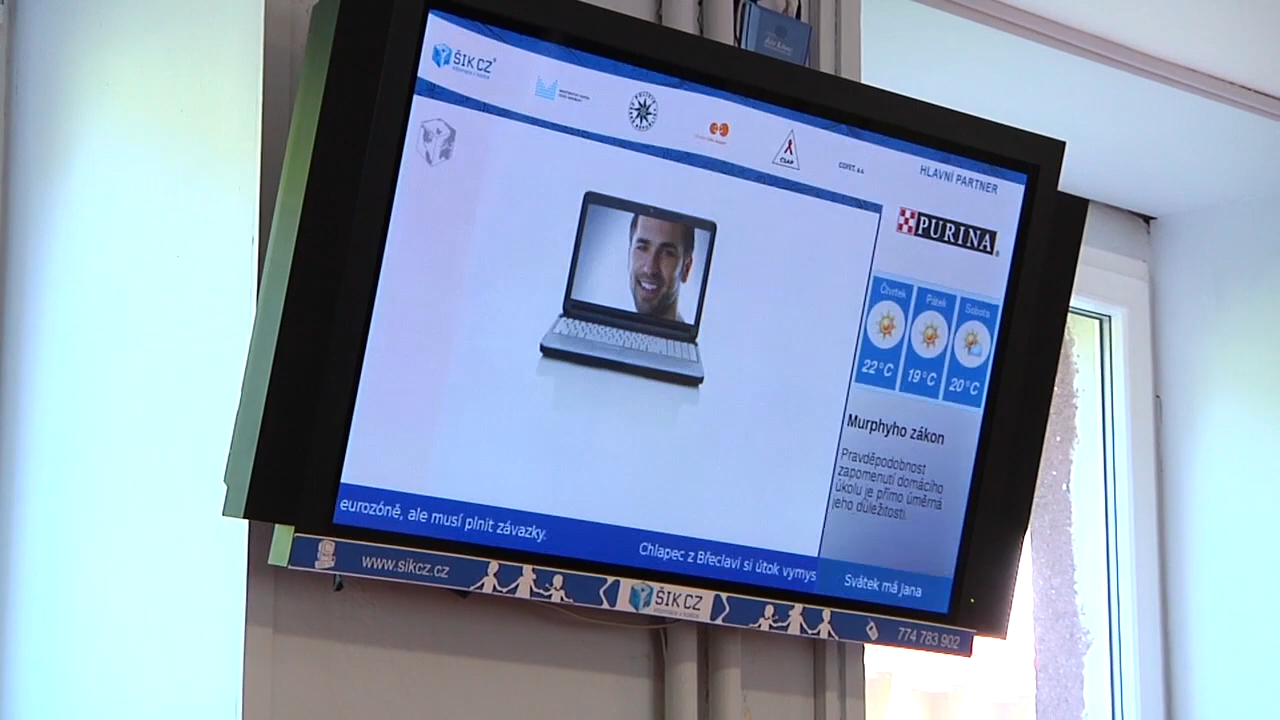 ŠIK CZ
HLAVNÍ PARTNER
ČSAP
PURINA
Čtvrtek
Pátek
Sobota
22°C
19°C
20°C
Murphyho zákon
Pravděpodobnost
zapomenutí domácího
úkolu je přímo úměrná
jeho důležitosti.
eurozóně, ale musí plnit závazky.
Chlapec z Břeclavi si útok vymys
Svátek má Jana
www.sikcz.cz
ŠIK CZ
774 783 902